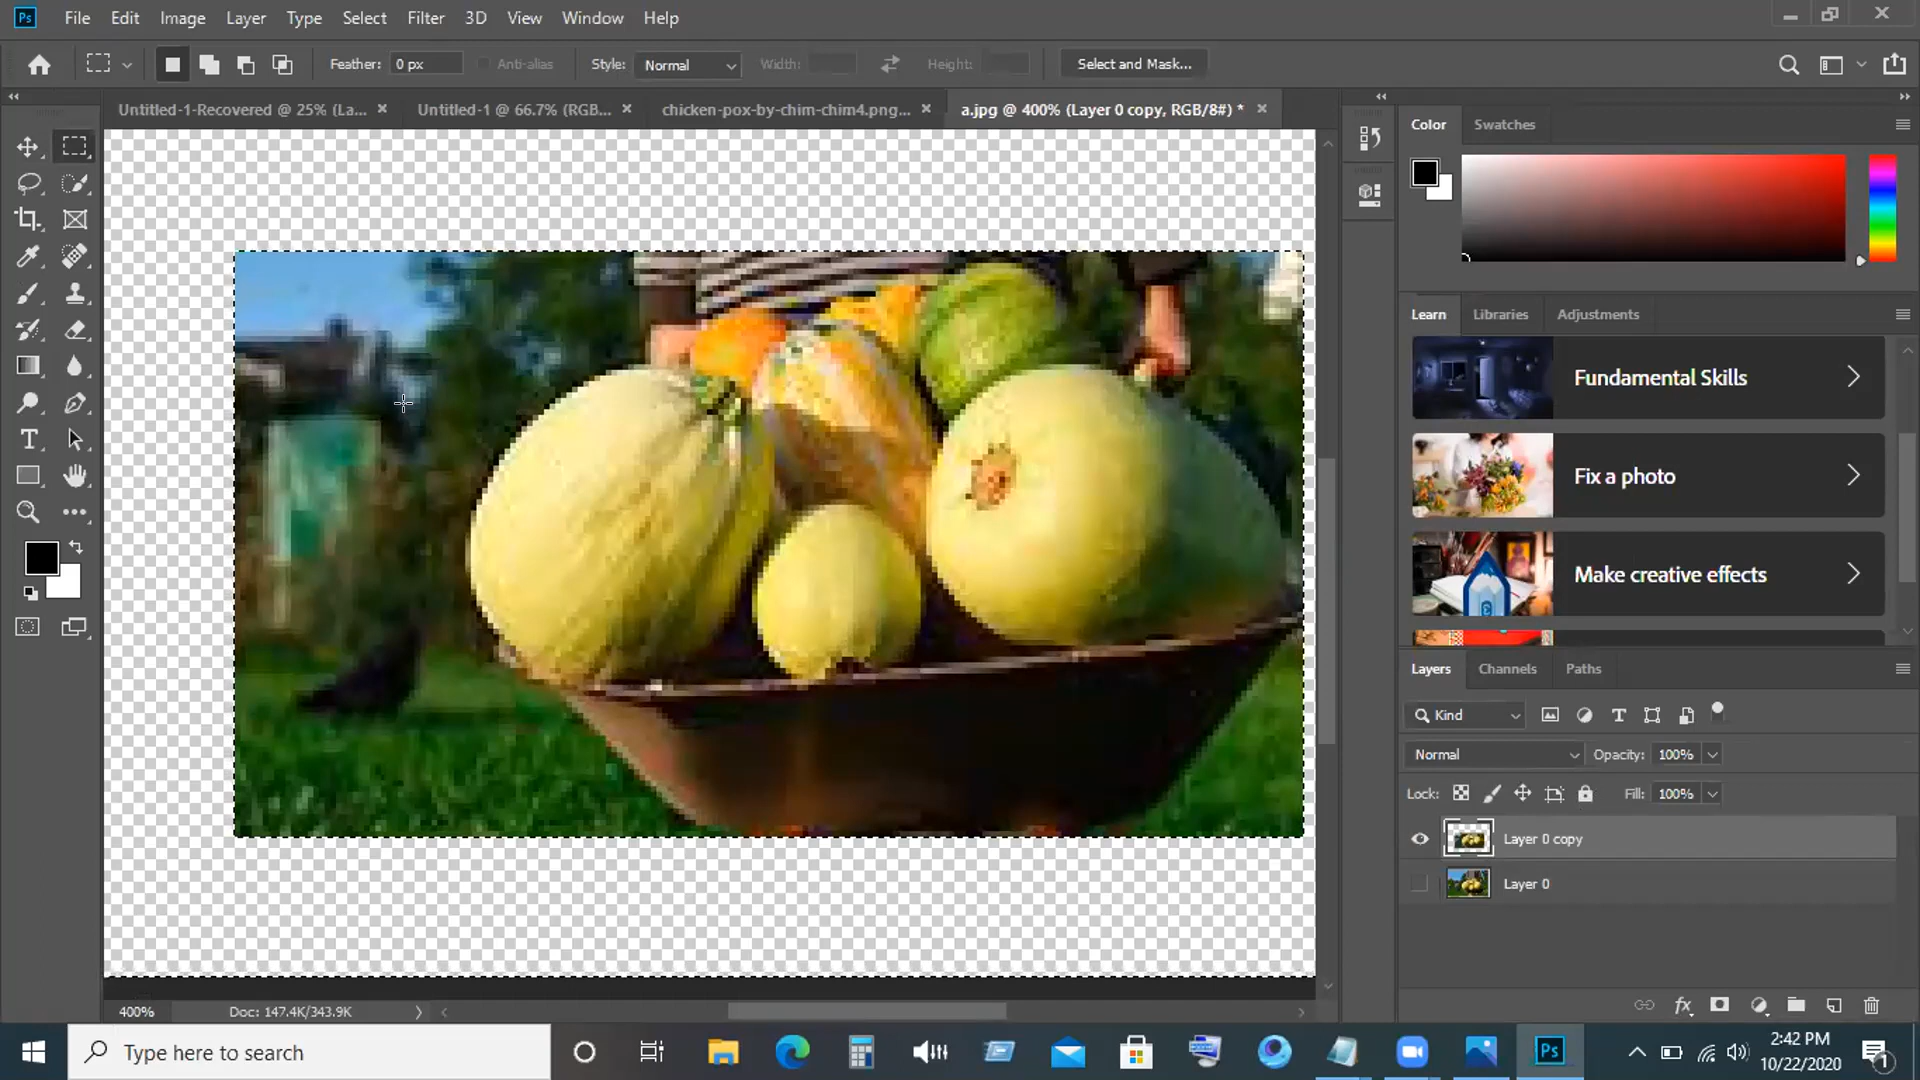 Ps File Edit Image Layer Type Select Filter 3D View Window Help
Feather: 0 px Anti-alias Style: Normal Width: Height: Select and Mask...
Untitled-1-Recovered @ 25% (La... × Untitled-1 @ 66.7% (RGB... × chicken-pox-by-chim-chim4.png... × a.jpg @ 400% (Layer 0 copy, RGB/8#) * ×
Color Swatches
Learn Libraries Adjustments
Fundamental Skills
Fix a photo
Make creative effects
Layers Channels Paths
Kind
Normal Opacity: 100%
Lock: Fill: 100%
Layer 0 copy
Layer 0
400% Doc: 147.4K/343.9K
Type here to search
Ps
2:42 PM
10/22/2020
1